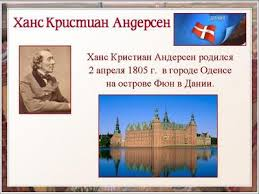 Ханс Кристиан Андерсен
Ханс Кристиан Андерсен родился
2 апреля 1805 г. в городе Оденсе
на острове Фюн в Дании.